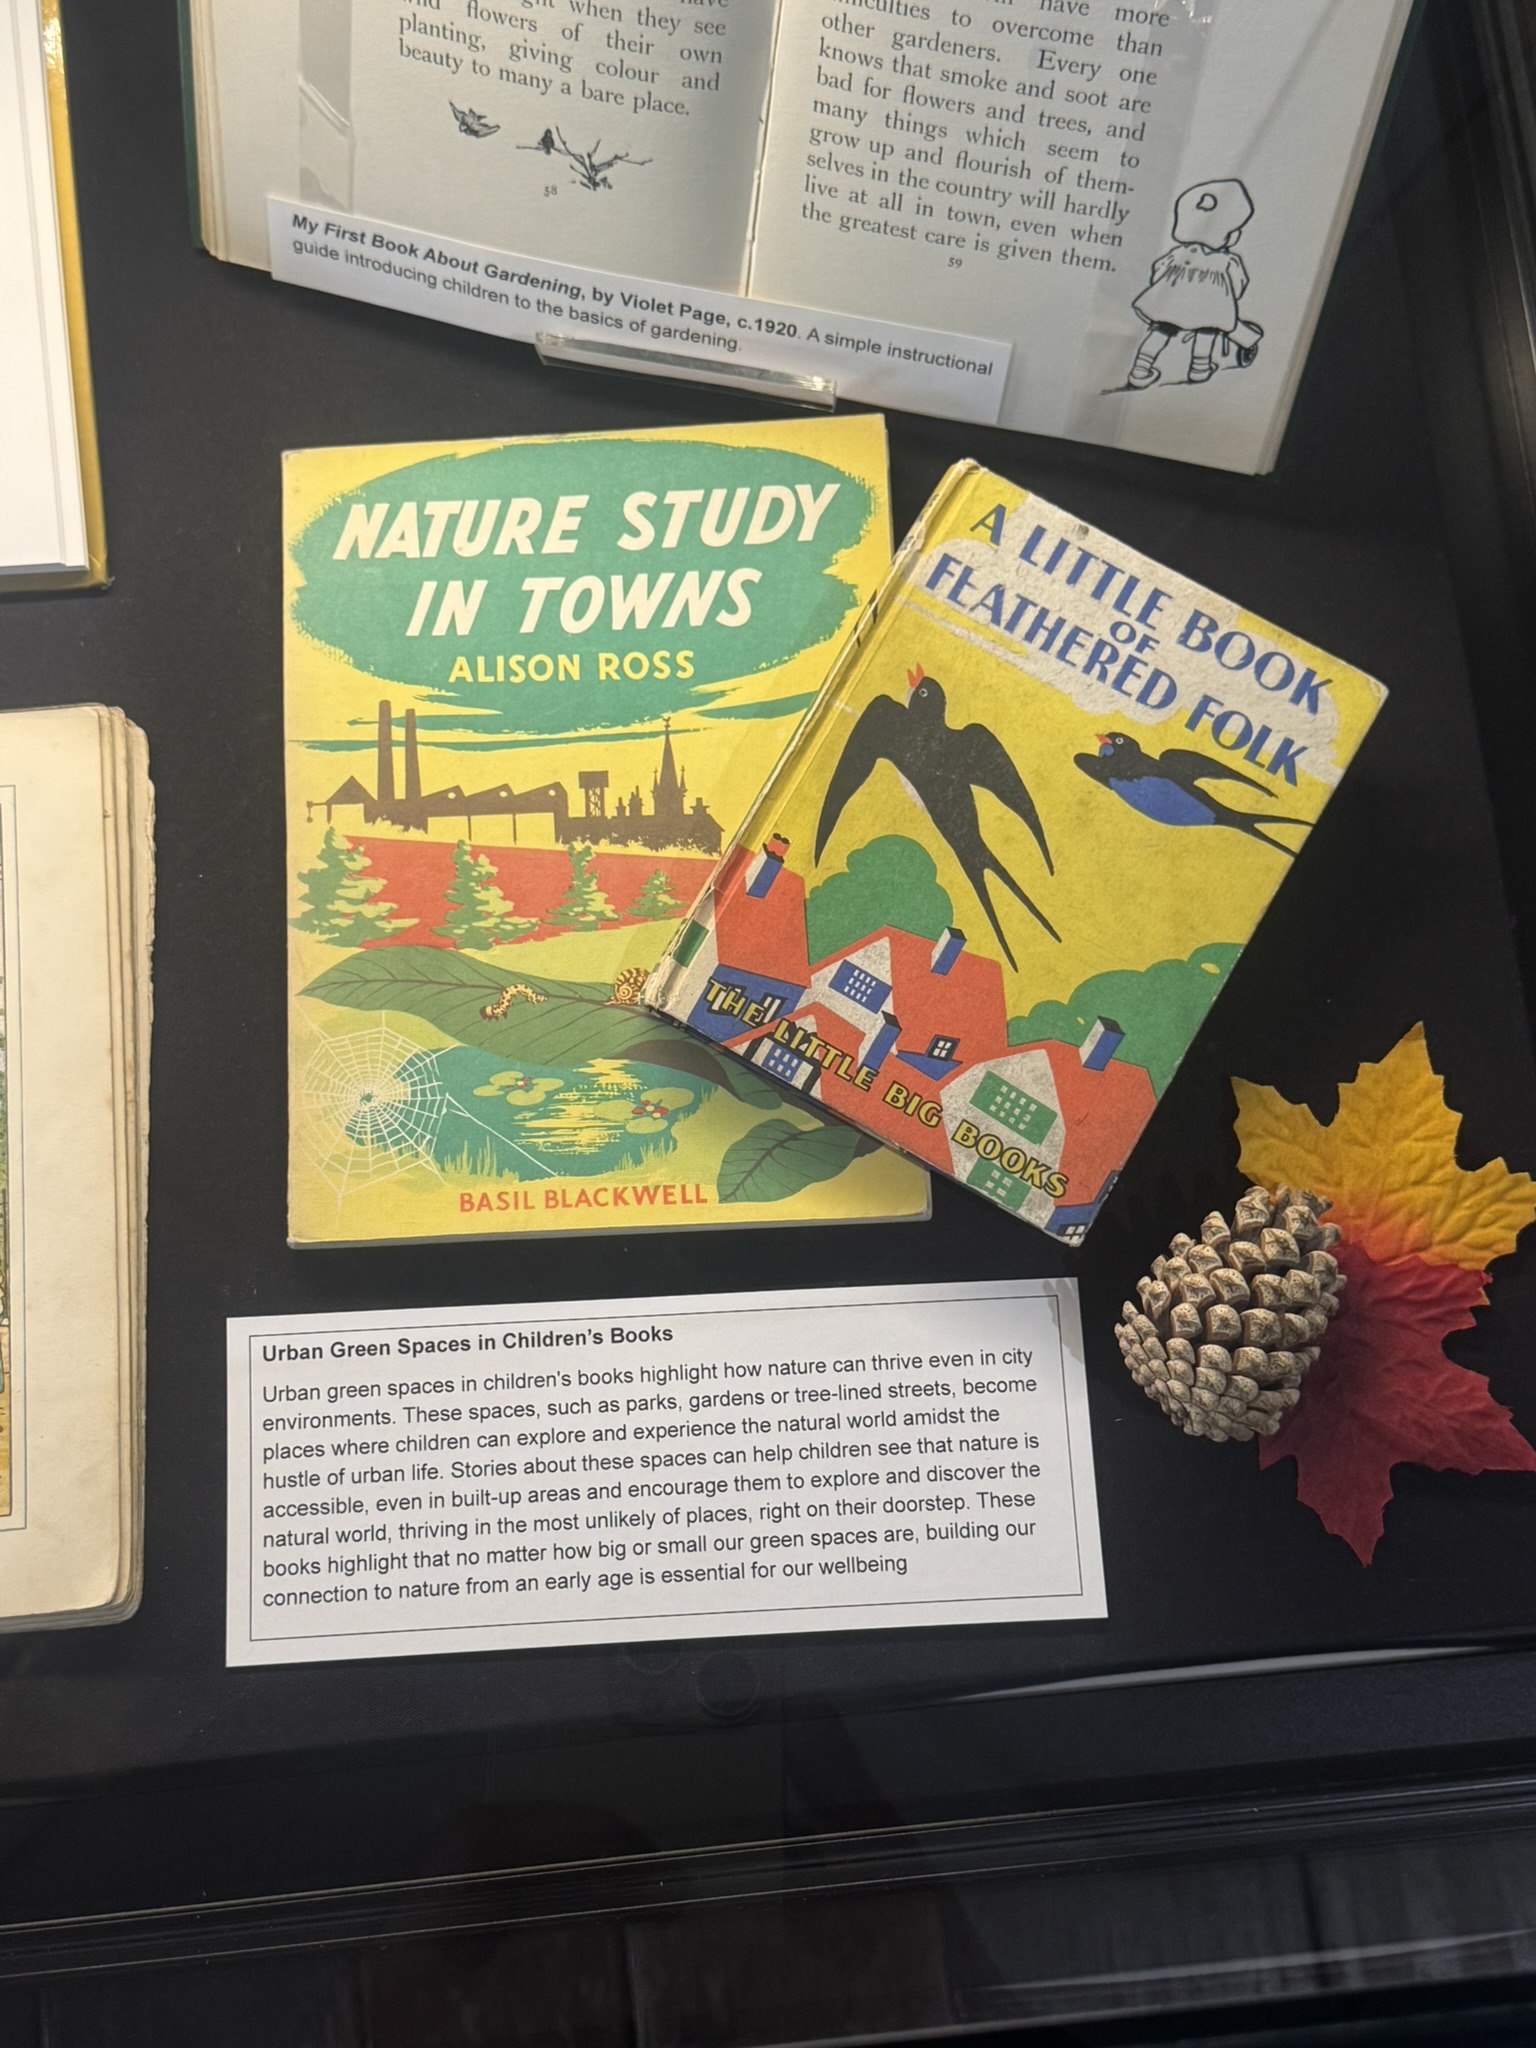 when they see
flowers of their own
planting, giving colour and
beauty to many a bare place.
58
have more
to overcome than
other gardeners. Every one
knows that smoke and soot are
bad for flowers and trees, and
many things which seem to
grow up and flourish of them-
selves in the country will hardly
live at all in town, even when
the greatest care is given them.
59
My First Book About Gardening, by Violet Page, c.1920. A simple instructional
guide introducing children to the basics of gardening.
NATURE STUDY
IN TOWNS
ALISON ROSS
BASIL BLACKWELL
A LITTLE BOOK
OF
FEATHERED FOLK
THE LITTLE BIG BOOKS
Urban Green Spaces in Children's Books
Urban green spaces in children's books highlight how nature can thrive even in city
environments. These spaces, such as parks, gardens or tree-lined streets, become
places where children can explore and experience the natural world amidst the
hustle of urban life. Stories about these spaces can help children see that nature is
accessible, even in built-up areas and encourage them to explore and discover the
natural world, thriving in the most unlikely of places, right on their doorstep. These
books highlight that no matter how big or small our green spaces are, building our
connection to nature from an early age is essential for our wellbeing